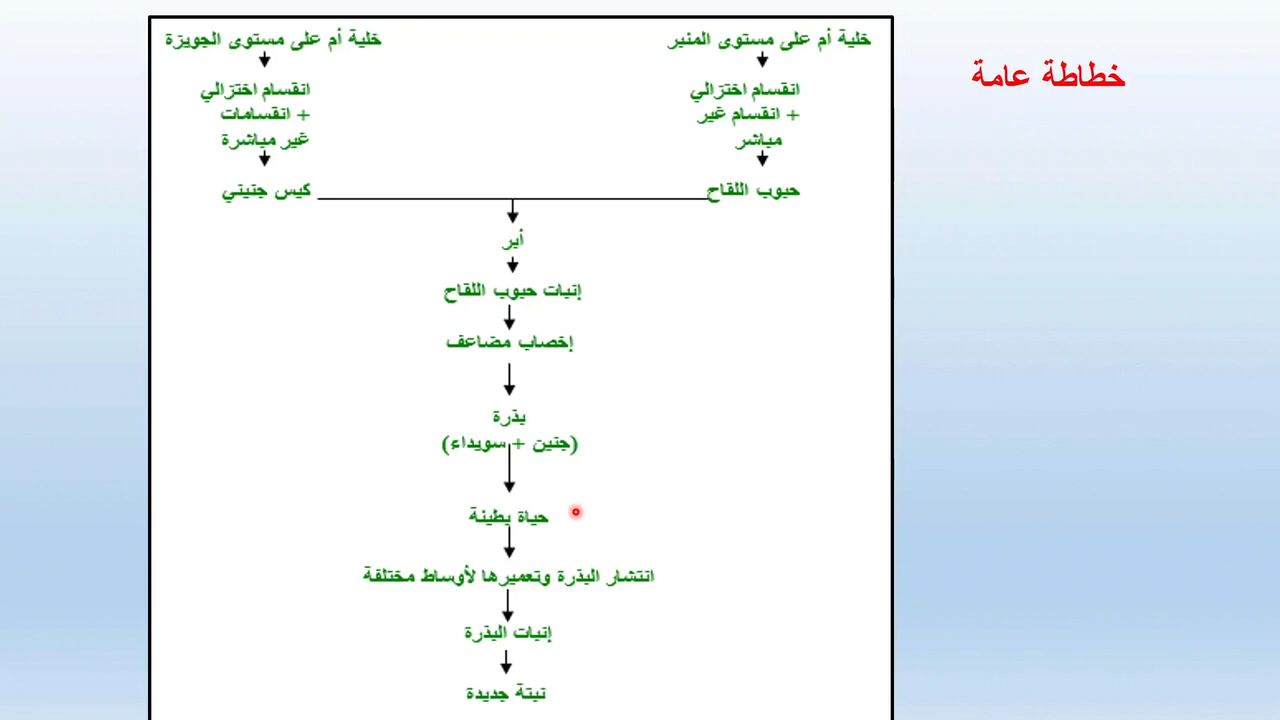 خطاطة عامة
خلية أم على مستوى المنبر
انقسام اختزالي
+ انقسام غير
مباشر
حبوب اللقاح
خلية أم على مستوى الجويزة
انقسام اختزالي
+ انقسامات
غير مباشرة
كيس جنيني
أبر
إنبات حبوب اللقاح
إخصاب مضاعف
بذرة
(جنين + سويداء)
حياة بطيئة
انتشار البذرة وتعميرها لأوساط مختلفة
إنبات البذرة
نبتة جديدة